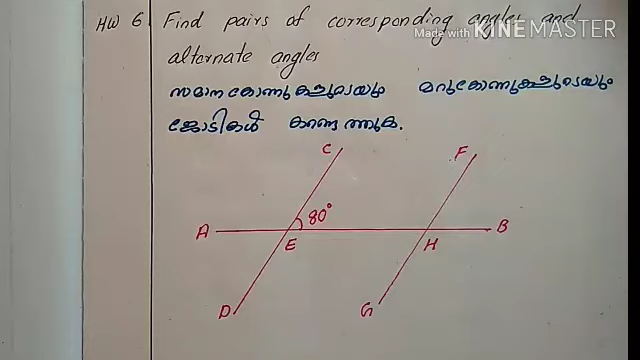 HW 6. Find pairs of corresponding angles and
Made with KINEMASTER
alternate angles
സമാന കോണുകളുടെയും മറുകോണുകളുടെയും
ജോടികൾ കണ്ടെത്തുക.
C F
80°
A E H B
D G